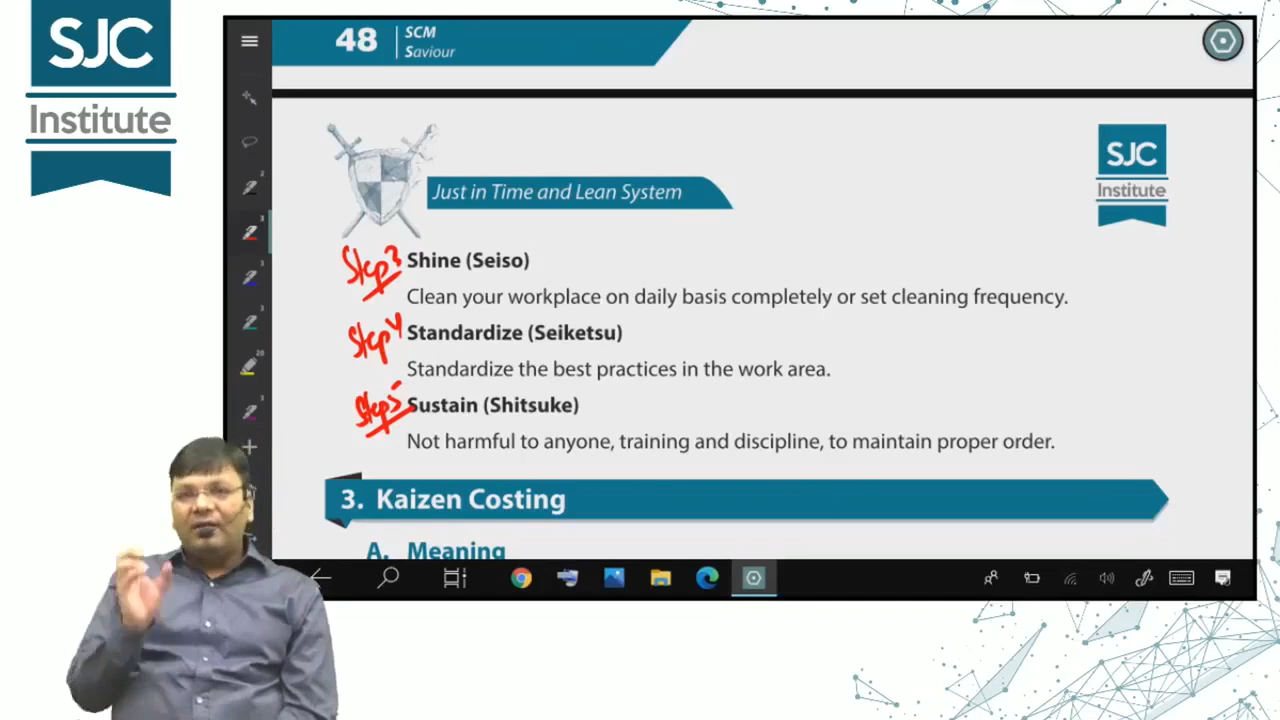 SJC
Institute
48
SCM
Saviour
SJC
Institute
Just in Time and Lean System
Step 3 Shine (Seiso)
Clean your workplace on daily basis completely or set cleaning frequency.
Step 4 Standardize (Seiketsu)
Standardize the best practices in the work area.
Step 5 Sustain (Shitsuke)
Not harmful to anyone, training and discipline, to maintain proper order.
3. Kaizen Costing
A. Meaning